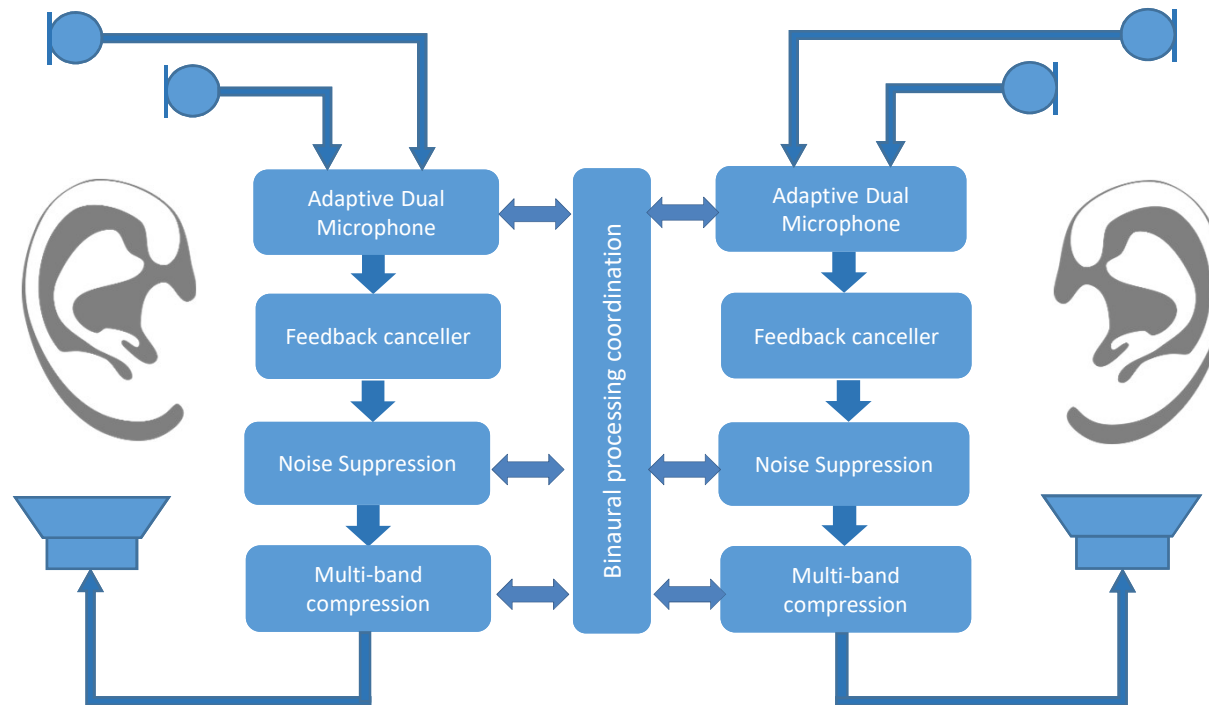 Adaptive Dual
Microphone
Feedback canceller
Noise Suppression
Multi-band
compression
Binaural processing coordination
Adaptive Dual
Microphone
Feedback canceller
Noise Suppression
Multi-band
compression